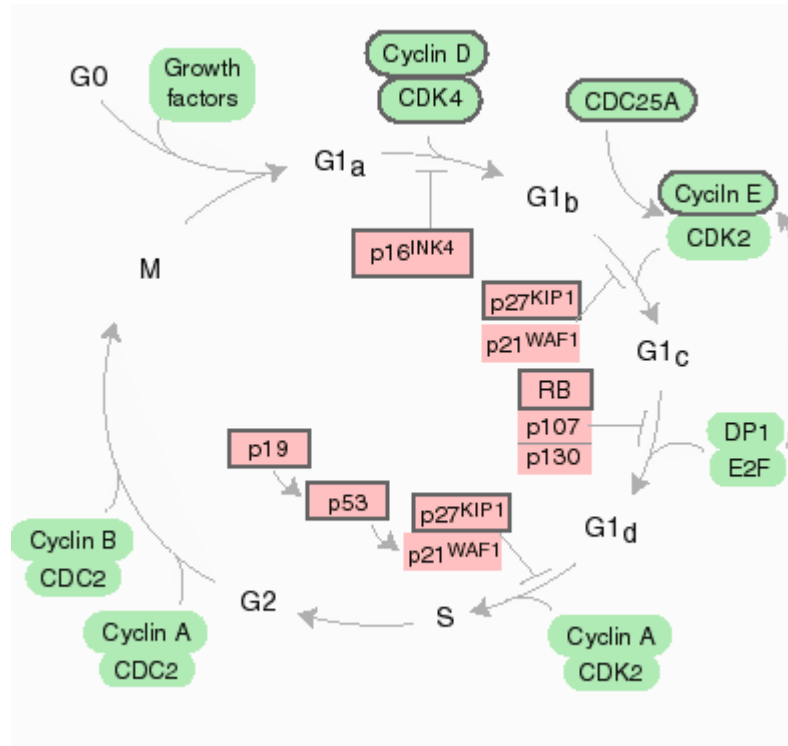 G0
Growth
factors
Cyclin D
CDK4
CDC25A
G1a
G1b
Cyciln E
CDK2
p16INK4
M
p27KIP1
p21WAF1
G1c
RB
p107
p130
DP1
E2F
p19
p53
p27KIP1
p21WAF1
G1d
Cyclin B
CDC2
G2
S
Cyclin A
CDC2
Cyclin A
CDK2